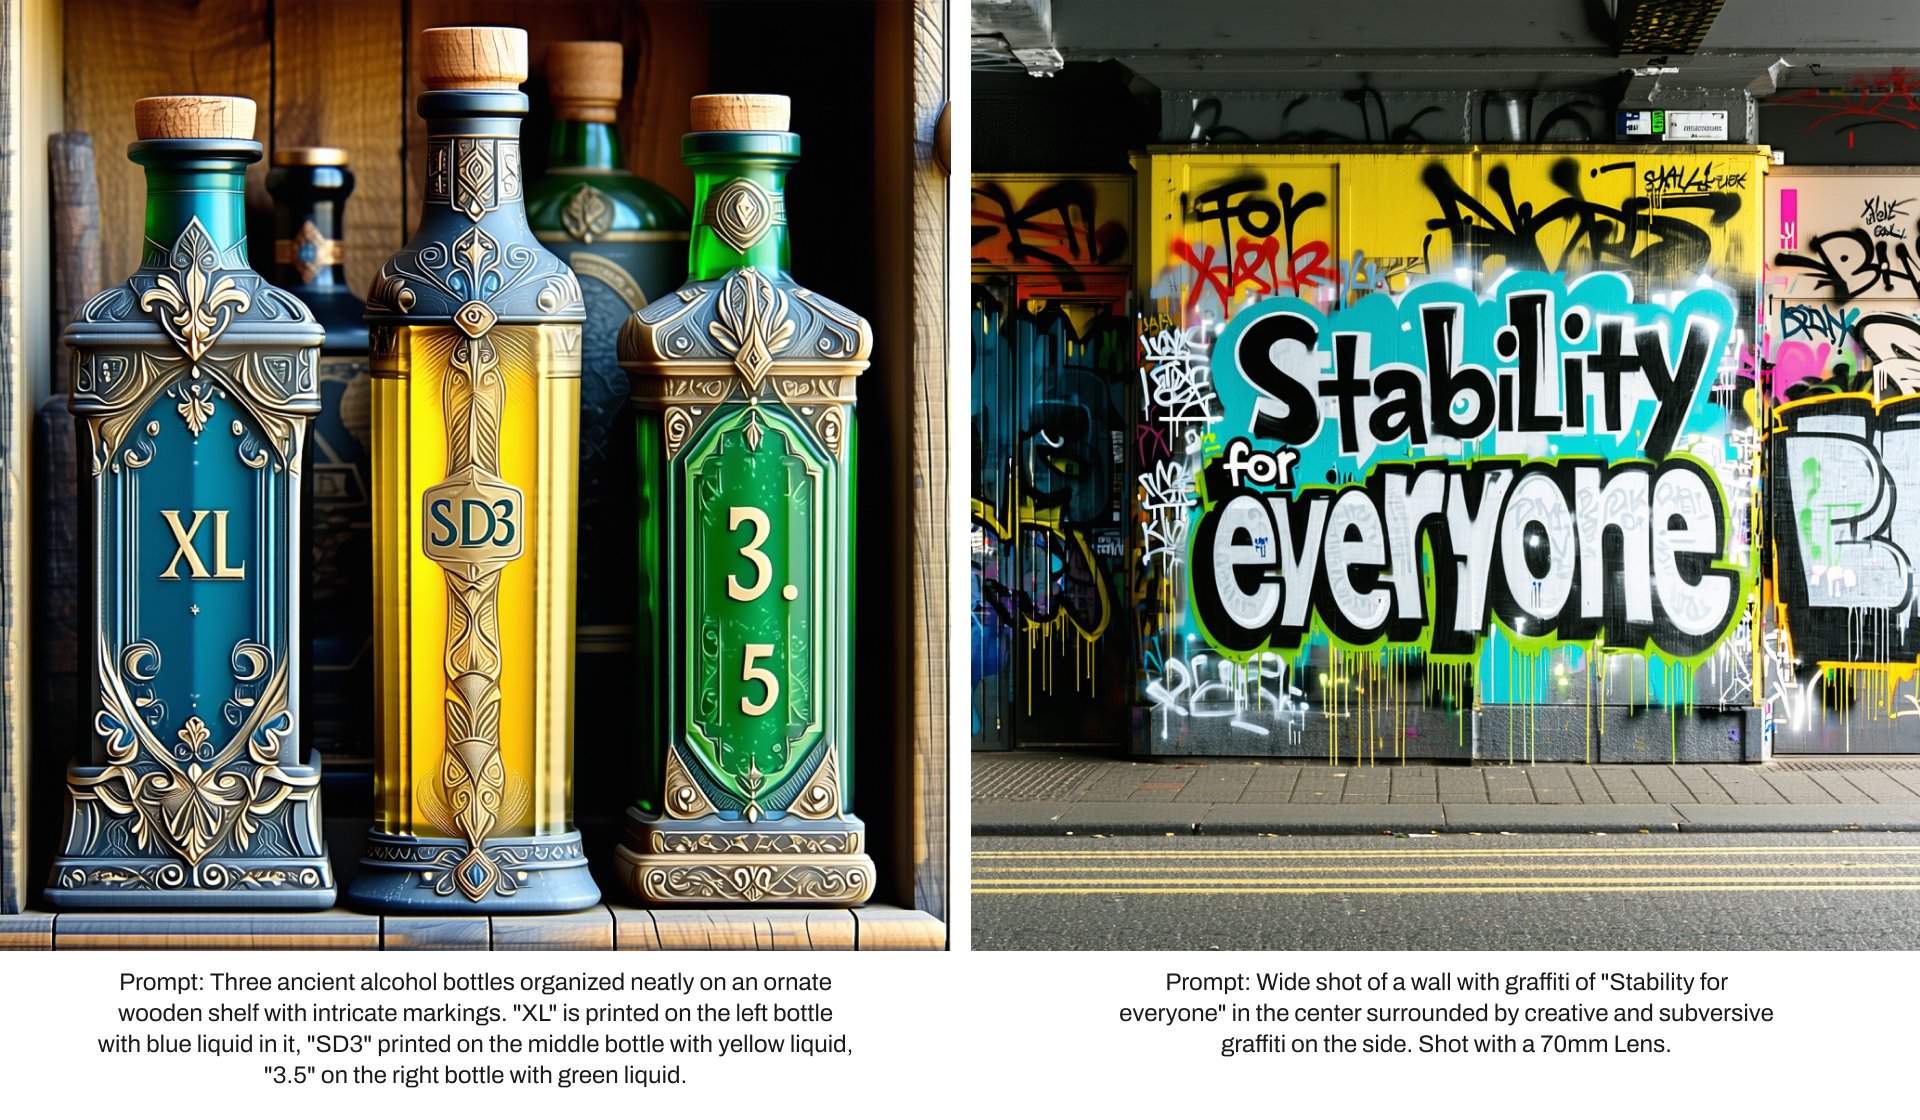 XL
SD3
3.
5
For
Stability
for
everyone
Prompt: Three ancient alcohol bottles organized neatly on an ornate
wooden shelf with intricate markings. "XL" is printed on the left bottle
with blue liquid in it, "SD3" printed on the middle bottle with yellow liquid,
"3.5" on the right bottle with green liquid.
Prompt: Wide shot of a wall with graffiti of "Stability for
everyone" in the center surrounded by creative and subversive
graffiti on the side. Shot with a 70mm Lens.